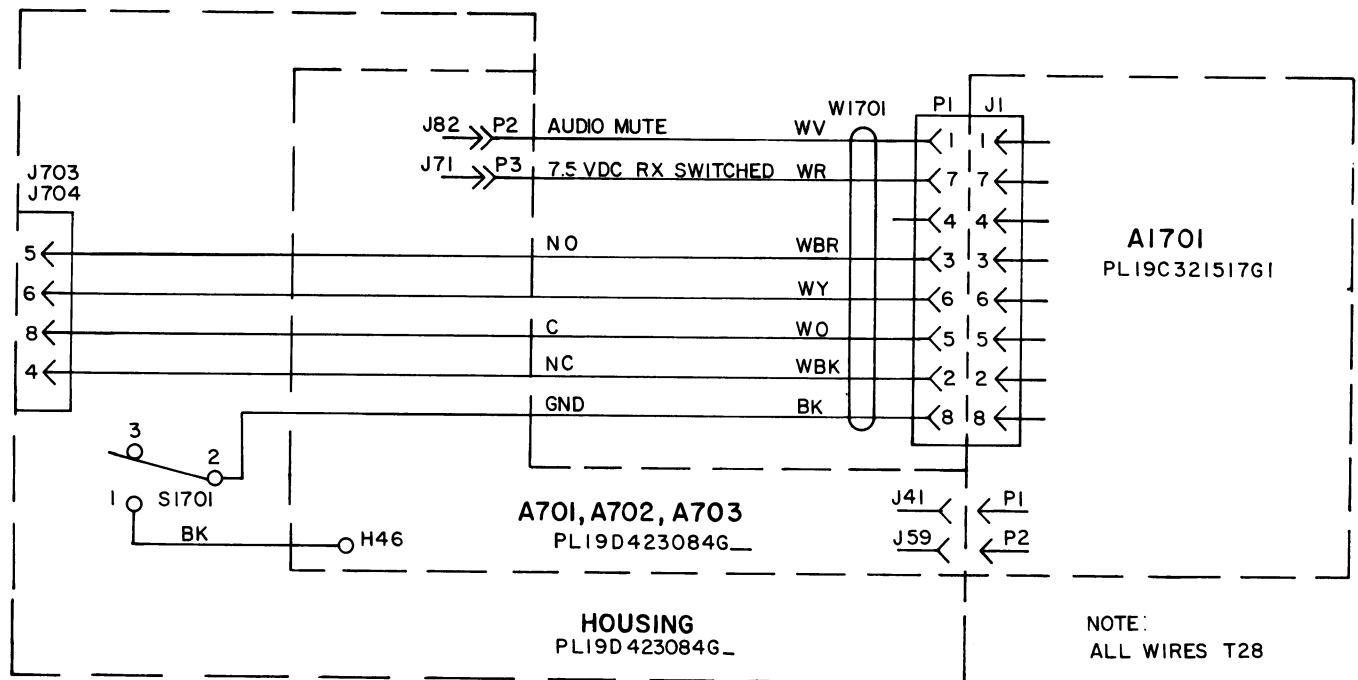 W1701
P1 J1
J82 P2 AUDIO MUTE WV 1 1
J71 P3 7.5 VDC RX SWITCHED WR 7 7
J703
J704
4 4
A1701
PL19C321517G1
5 NO WBR 3 3
6 WY 6 6
8 C WO 5 5
4 NC WBK 2 2
GND BK 8 8
3
2
1 S1701
BK H46
A701, A702, A703
PL19D423084G_
J41 P1
J59 P2
HOUSING
PL19D423084G_
NOTE:
ALL WIRES T28